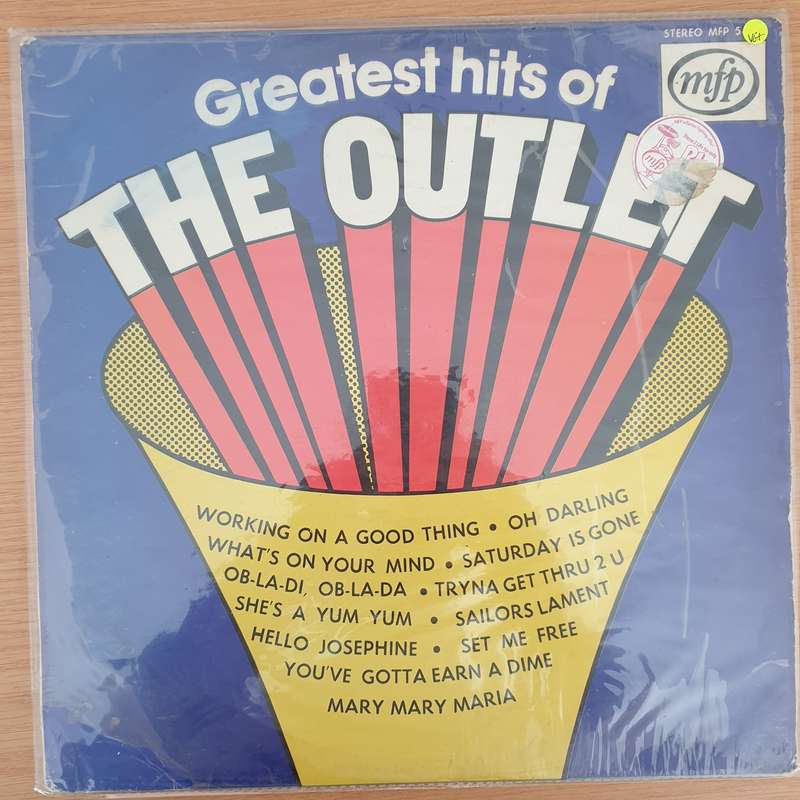 STEREO MFP 5
VG+
mfp
Greatest hits of
THE OUTLET
WORKING ON A GOOD THING • OH DARLING
WHAT'S ON YOUR MIND • SATURDAY IS GONE
OB-LA-DI, OB-LA-DA • TRYNA GET THRU 2 U
SHE'S A YUM YUM • SAILORS LAMENT
HELLO JOSEPHINE • SET ME FREE
YOU'VE GOTTA EARN A DIME
MARY MARY MARIA